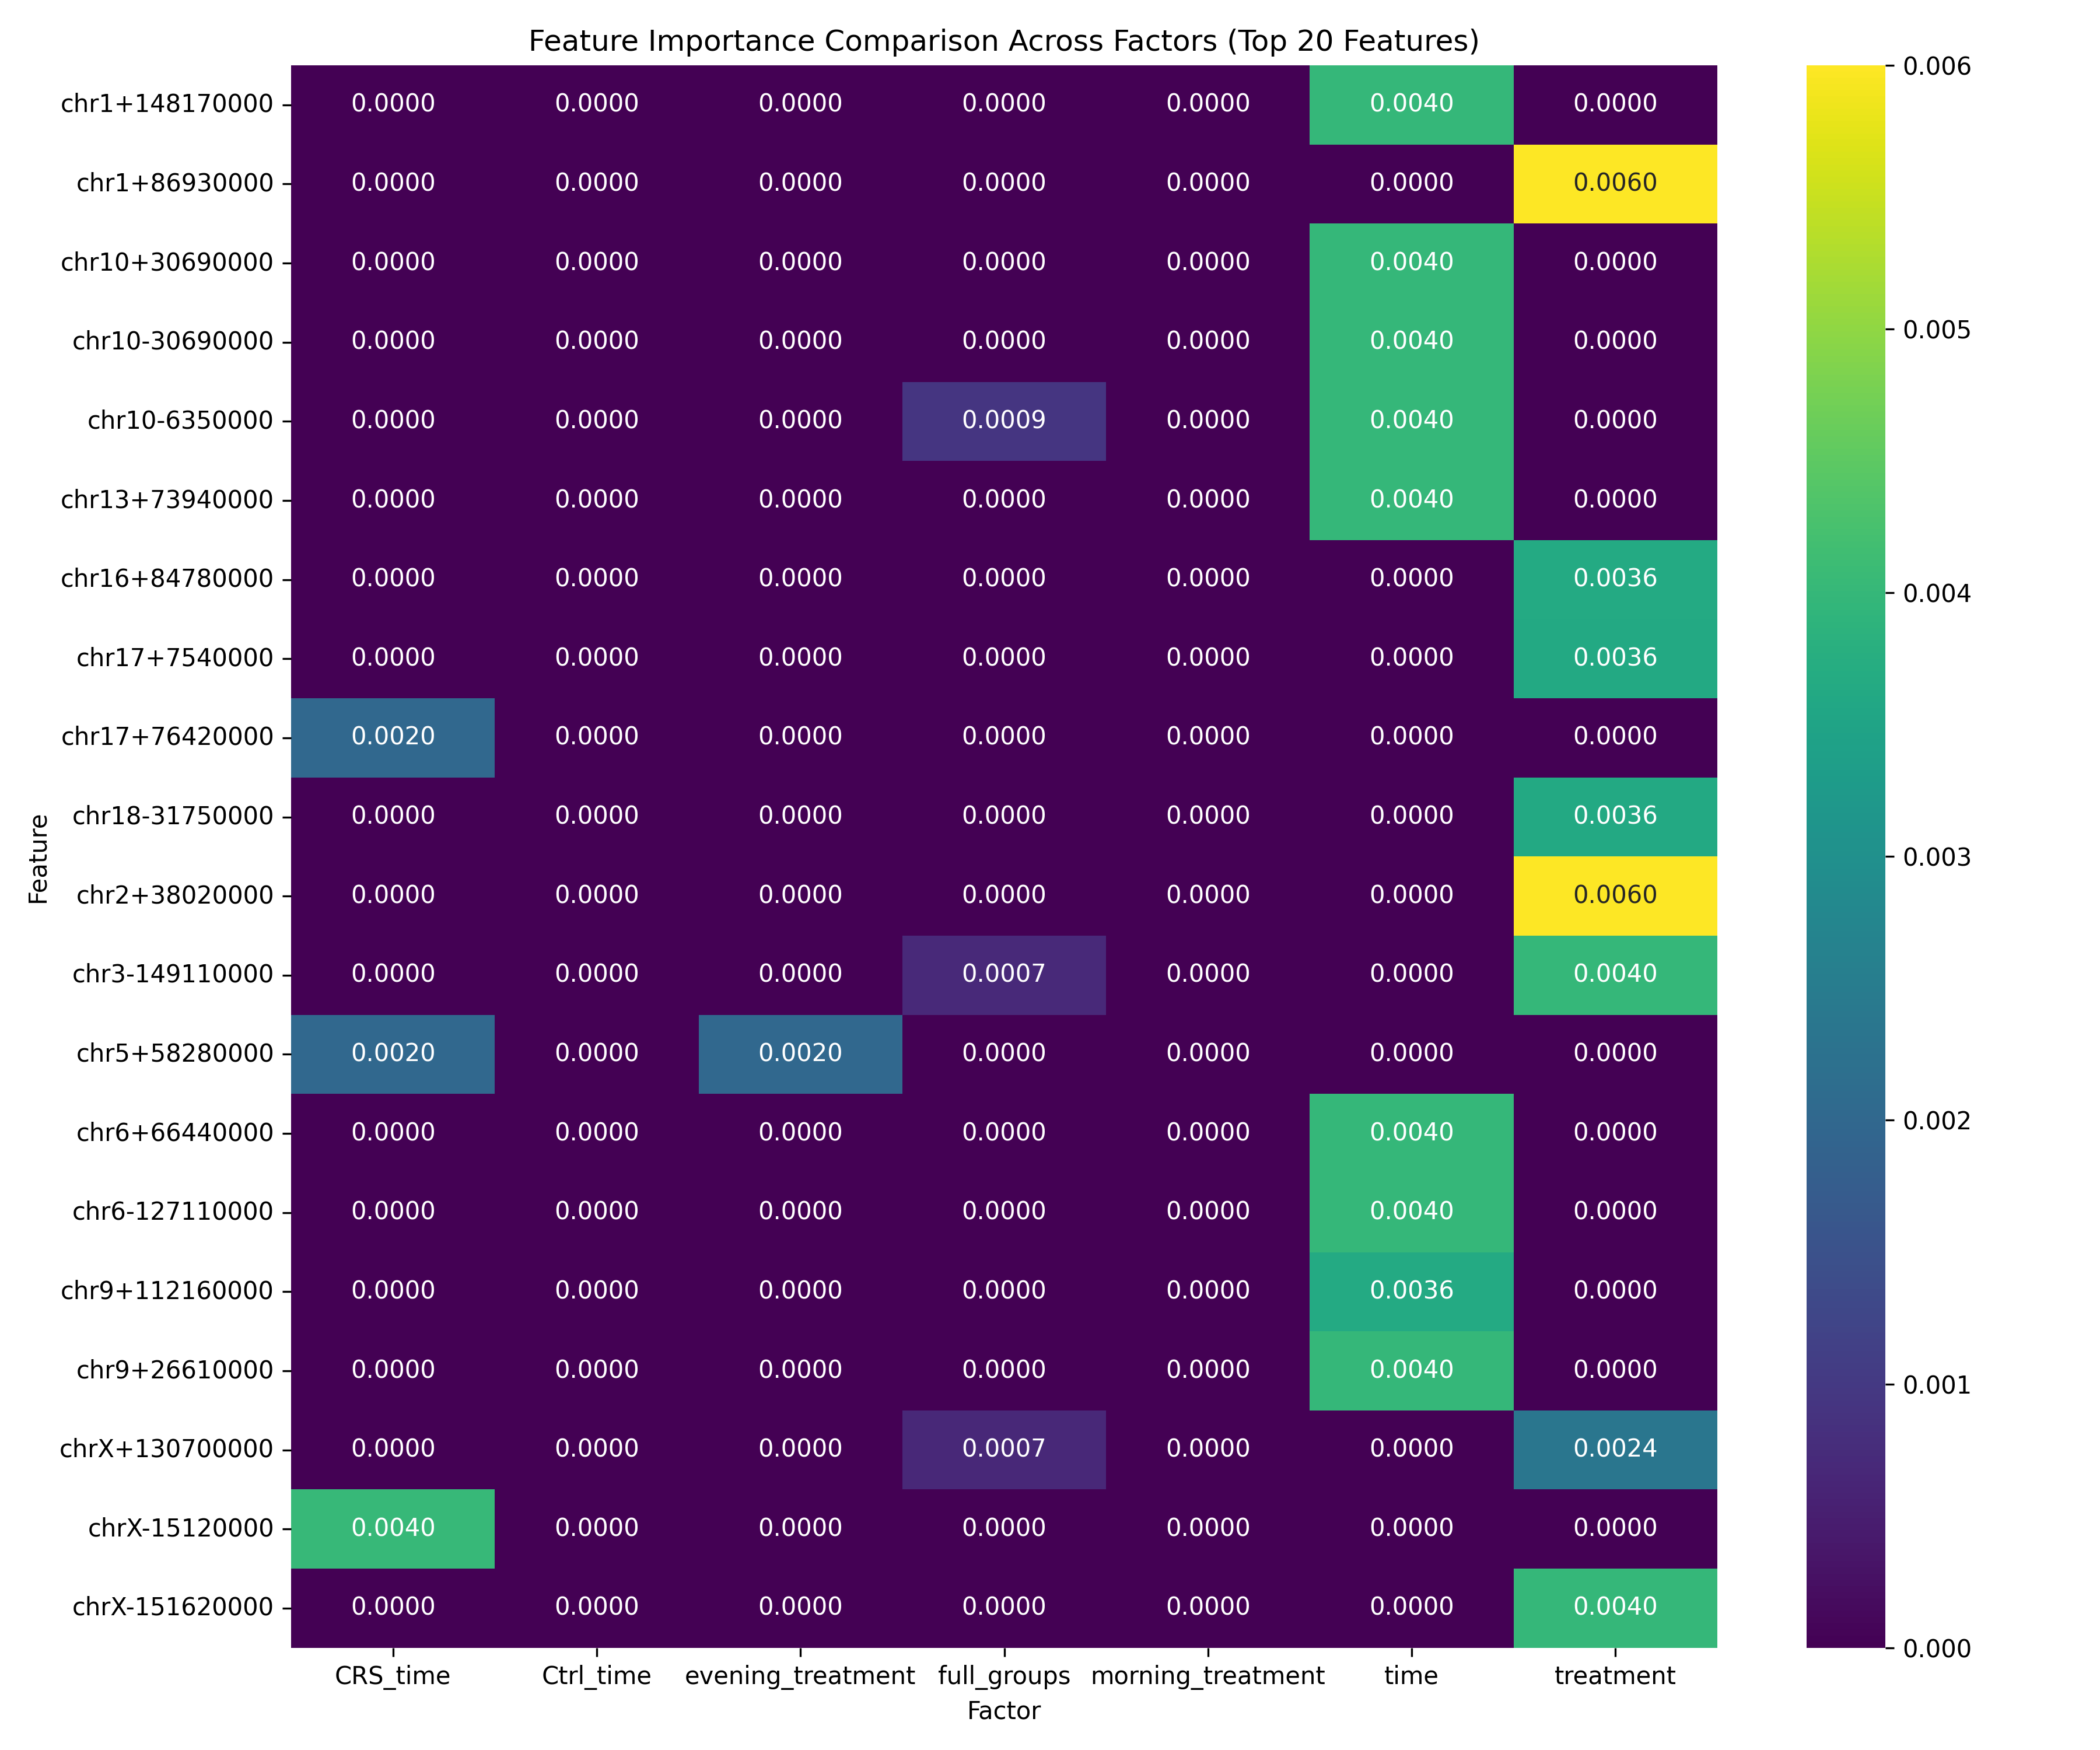 Feature Importance Comparison Across Factors (Top 20 Features)
chr1+148170000 0.0000 0.0000 0.0000 0.0000 0.0000 0.0040 0.0000
chr1+86930000 0.0000 0.0000 0.0000 0.0000 0.0000 0.0000 0.0060
chr10+30690000 0.0000 0.0000 0.0000 0.0000 0.0000 0.0040 0.0000
chr10-30690000 0.0000 0.0000 0.0000 0.0000 0.0000 0.0040 0.0000
chr10-6350000 0.0000 0.0000 0.0000 0.0009 0.0000 0.0040 0.0000
chr13+73940000 0.0000 0.0000 0.0000 0.0000 0.0000 0.0040 0.0000
chr16+84780000 0.0000 0.0000 0.0000 0.0000 0.0000 0.0000 0.0036
chr17+7540000 0.0000 0.0000 0.0000 0.0000 0.0000 0.0000 0.0036
chr17+76420000 0.0020 0.0000 0.0000 0.0000 0.0000 0.0000 0.0000
chr18-31750000 0.0000 0.0000 0.0000 0.0000 0.0000 0.0000 0.0036
chr2+38020000 0.0000 0.0000 0.0000 0.0000 0.0000 0.0000 0.0060
chr3-149110000 0.0000 0.0000 0.0000 0.0007 0.0000 0.0000 0.0040
chr5+58280000 0.0020 0.0000 0.0020 0.0000 0.0000 0.0000 0.0000
chr6+66440000 0.0000 0.0000 0.0000 0.0000 0.0000 0.0040 0.0000
chr6-127110000 0.0000 0.0000 0.0000 0.0000 0.0000 0.0040 0.0000
chr9+112160000 0.0000 0.0000 0.0000 0.0000 0.0000 0.0036 0.0000
chr9+26610000 0.0000 0.0000 0.0000 0.0000 0.0000 0.0040 0.0000
chrX+130700000 0.0000 0.0000 0.0000 0.0007 0.0000 0.0000 0.0024
chrX-15120000 0.0040 0.0000 0.0000 0.0000 0.0000 0.0000 0.0000
chrX-151620000 0.0000 0.0000 0.0000 0.0000 0.0000 0.0000 0.0040
CRS_time Ctrl_time evening_treatment full_groups morning_treatment time treatment
Factor
Feature
0.006
0.005
0.004
0.003
0.002
0.001
0.000